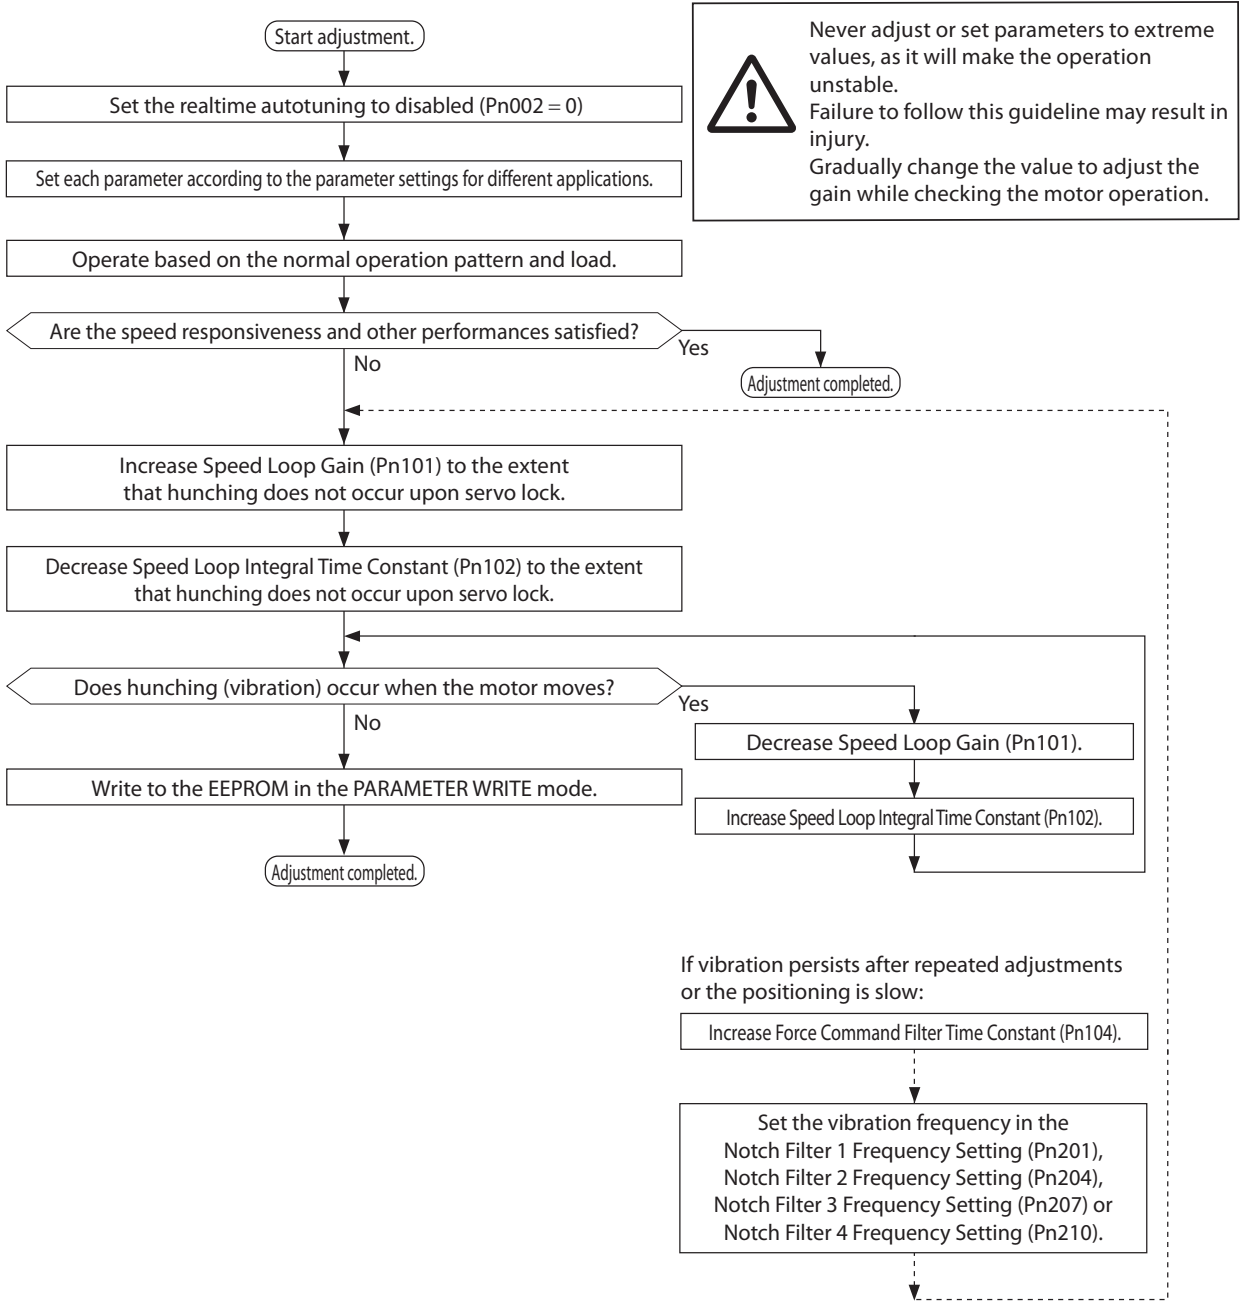 Start adjustment.
Never adjust or set parameters to extreme
values, as it will make the operation
unstable.
Failure to follow this guideline may result in
injury.
Gradually change the value to adjust the
gain while checking the motor operation.
Set the realtime autotuning to disabled (Pn002 = 0)
Set each parameter according to the parameter settings for different applications.
Operate based on the normal operation pattern and load.
Are the speed responsiveness and other performances satisfied?
Yes
No
Adjustment completed.
Increase Speed Loop Gain (Pn101) to the extent
that hunching does not occur upon servo lock.
Decrease Speed Loop Integral Time Constant (Pn102) to the extent
that hunching does not occur upon servo lock.
Does hunching (vibration) occur when the motor moves?
Yes
No
Decrease Speed Loop Gain (Pn101).
Increase Speed Loop Integral Time Constant (Pn102).
Write to the EEPROM in the PARAMETER WRITE mode.
Adjustment completed.
If vibration persists after repeated adjustments
or the positioning is slow:
Increase Force Command Filter Time Constant (Pn104).
Set the vibration frequency in the
Notch Filter 1 Frequency Setting (Pn201),
Notch Filter 2 Frequency Setting (Pn204),
Notch Filter 3 Frequency Setting (Pn207) or
Notch Filter 4 Frequency Setting (Pn210).